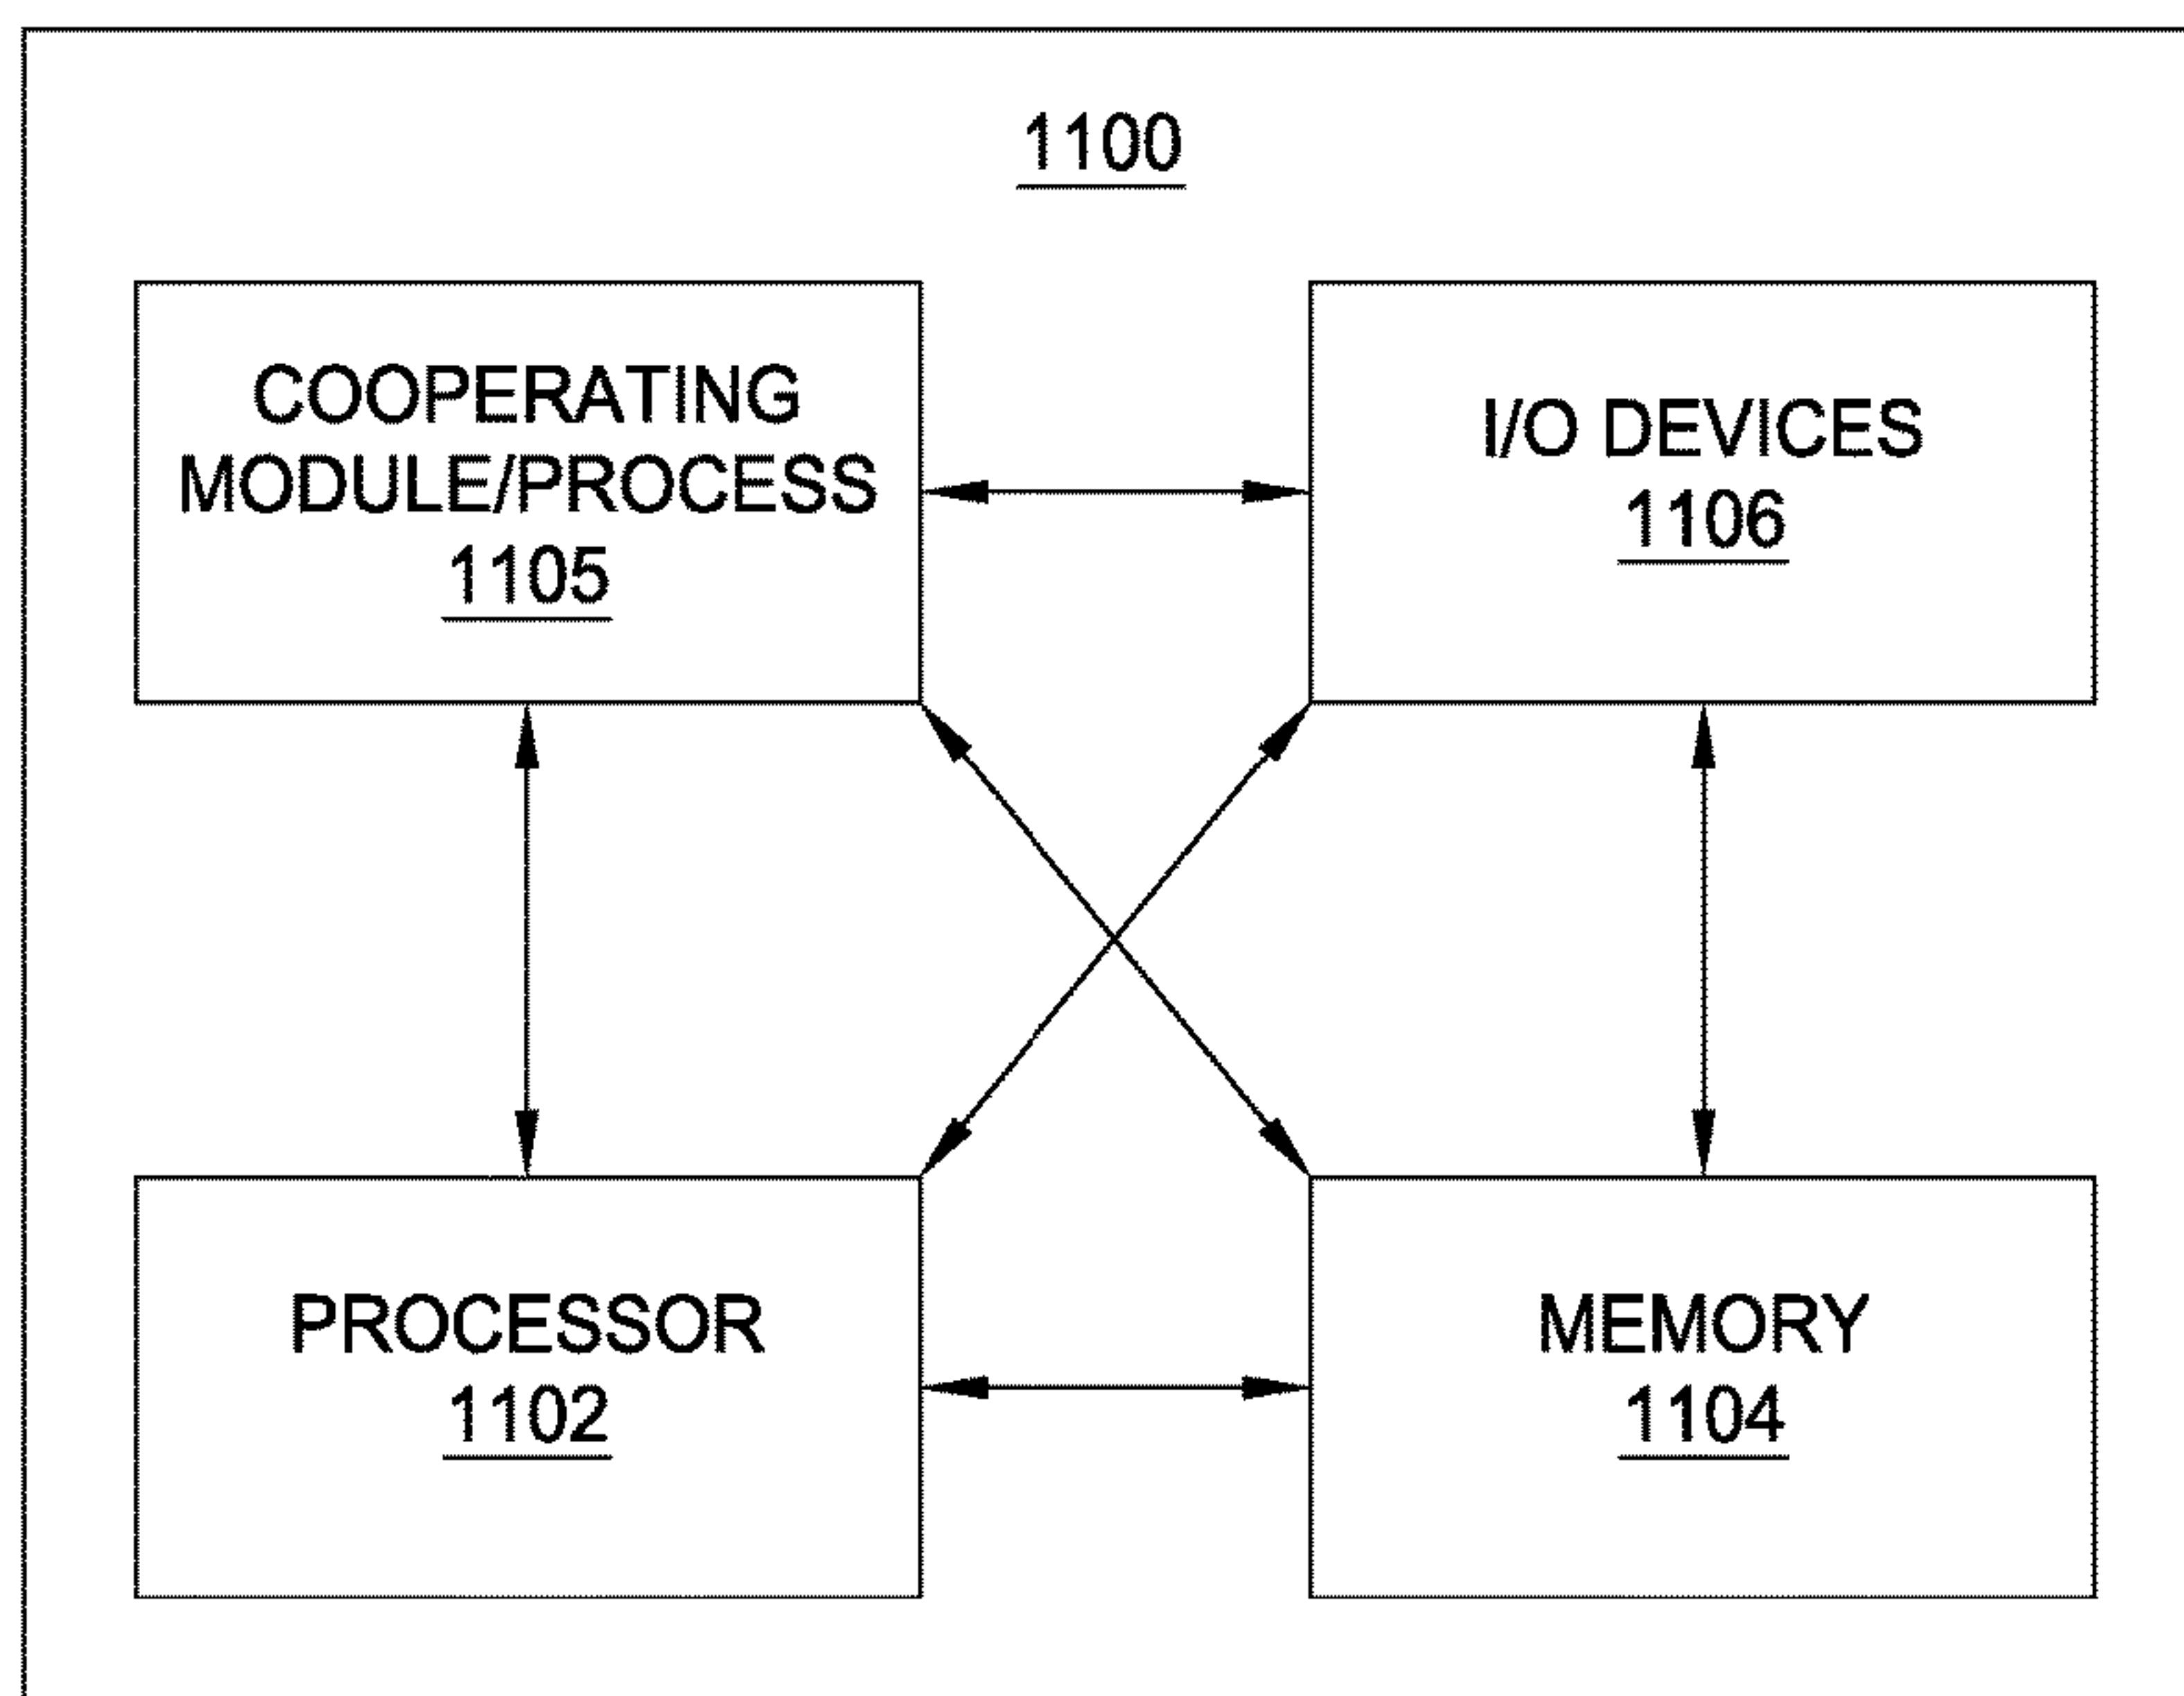 1100
COOPERATING
MODULE/PROCESS
1105
I/O DEVICES
1106
PROCESSOR
1102
MEMORY
1104